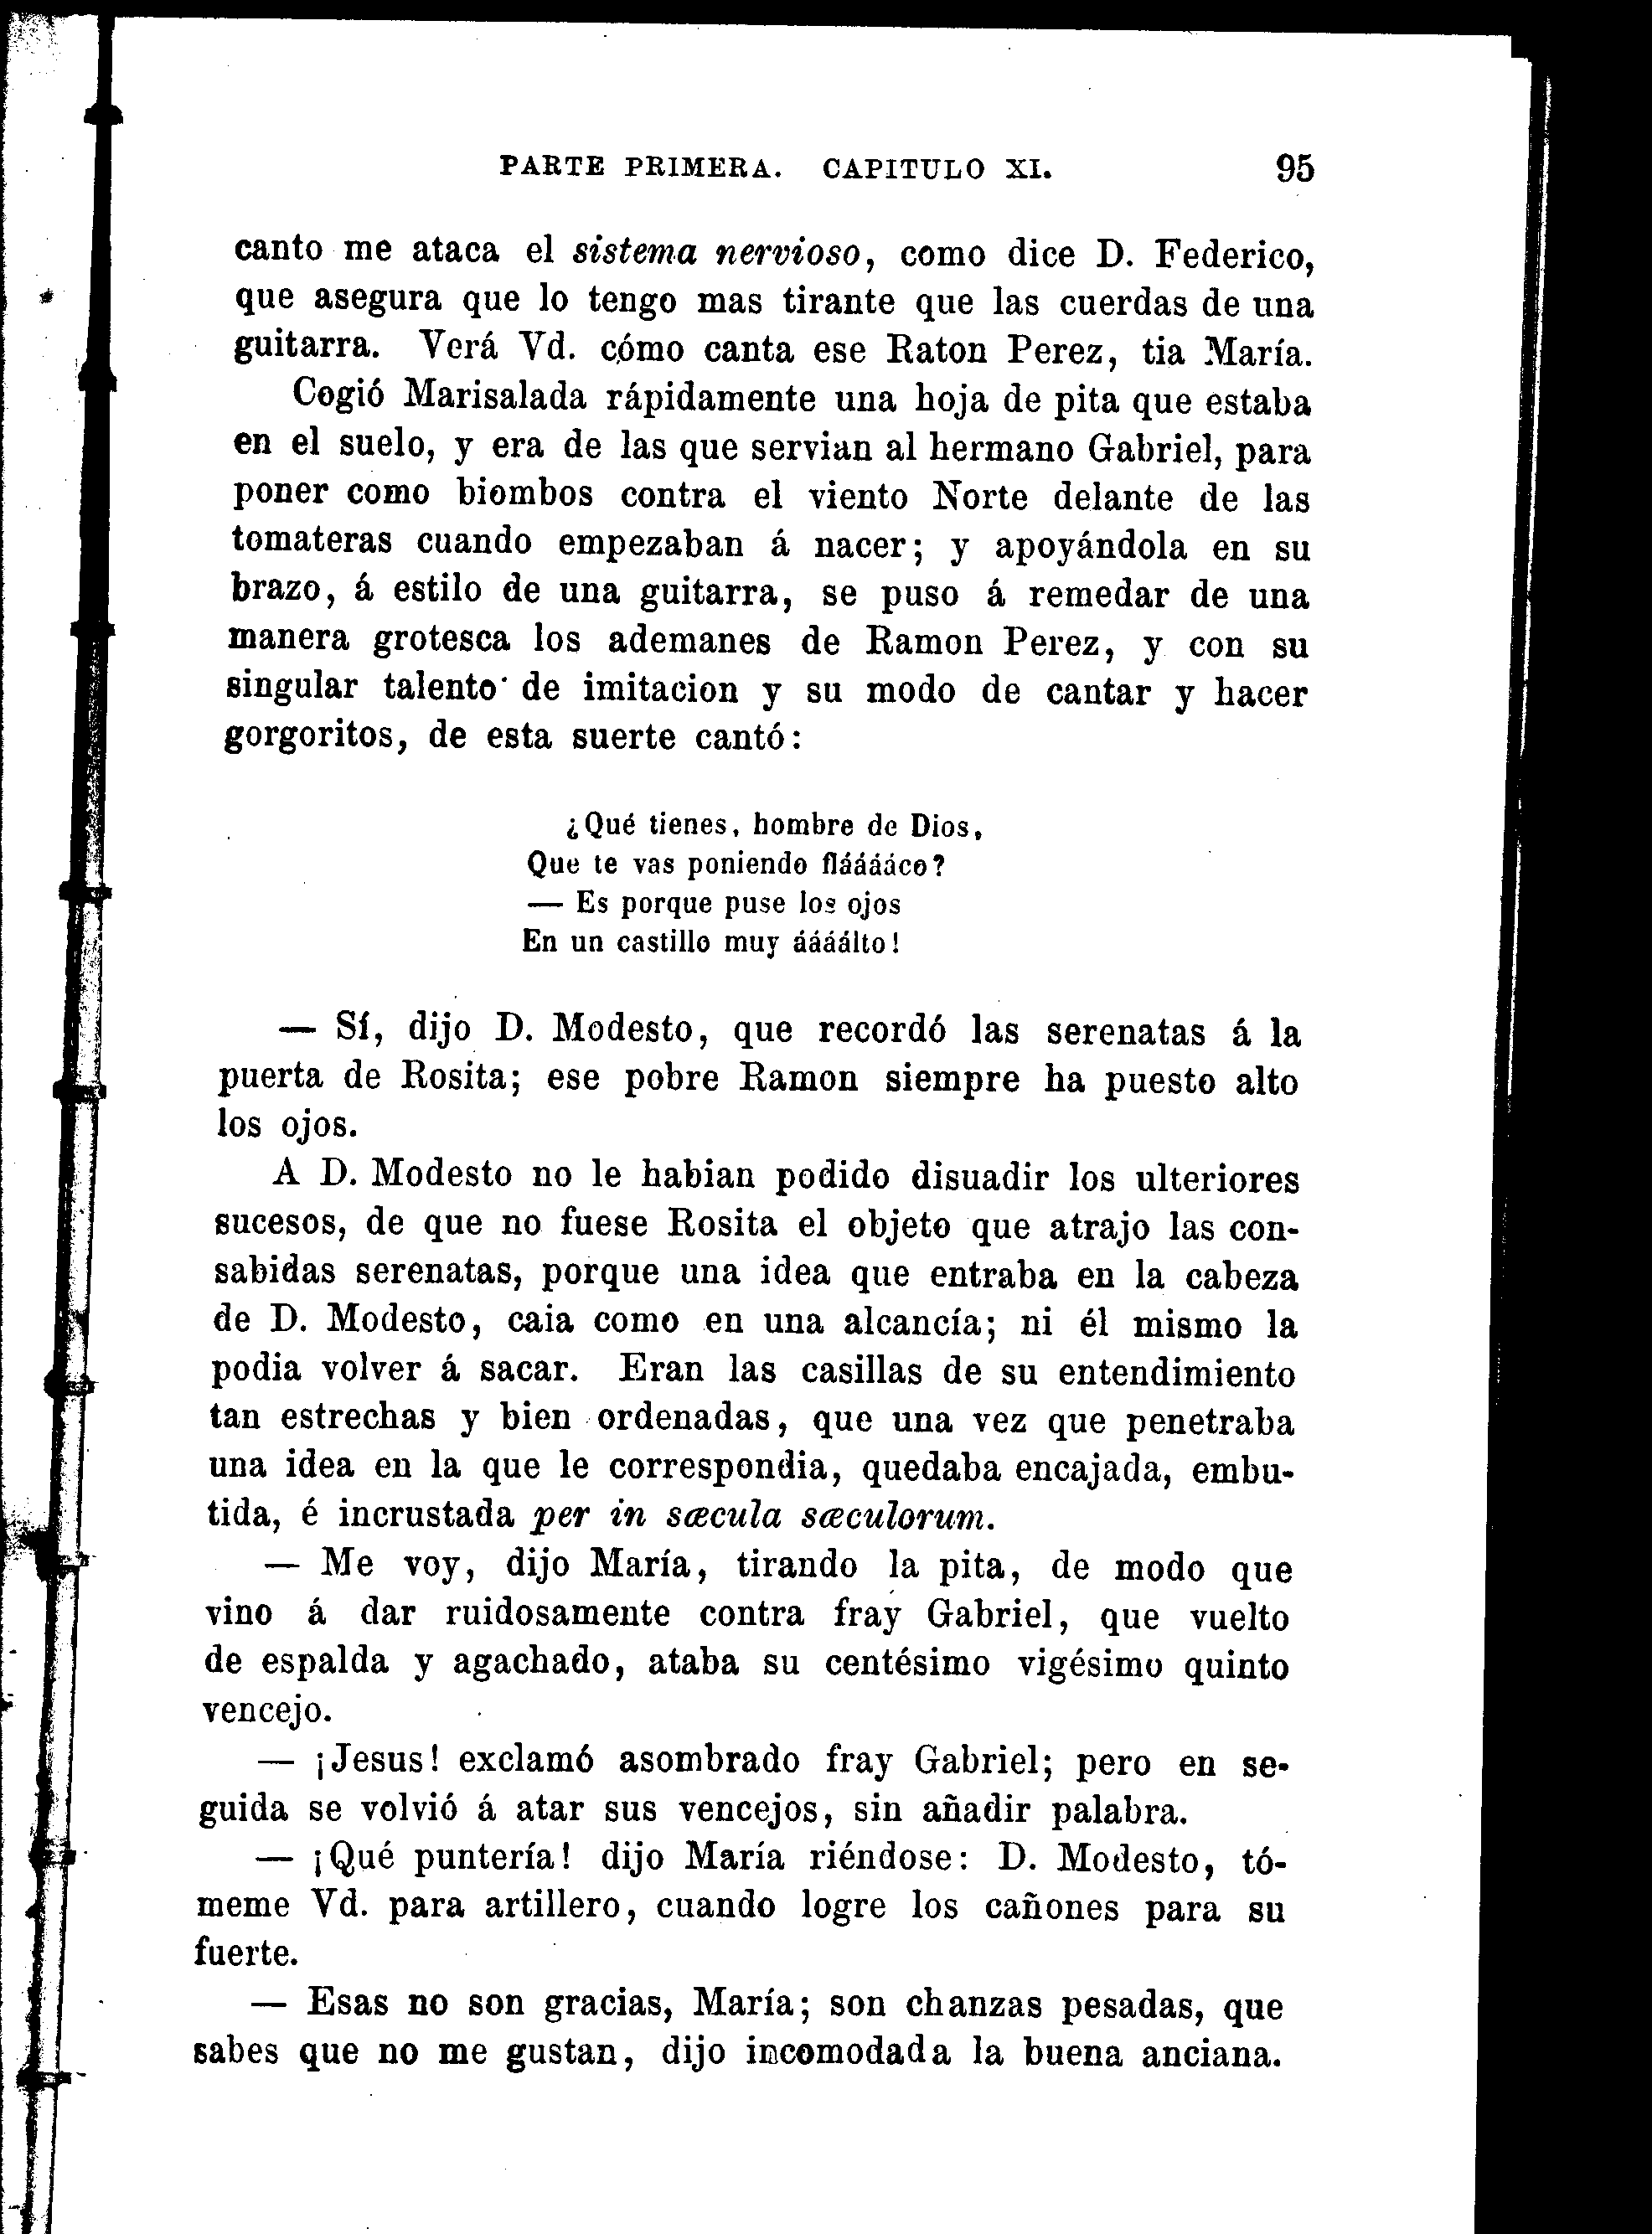 PARTE PRIMERA. CAPITULO XI. 95
canto me ataca el sistema nervioso, como dice D. Federico,
que asegura que lo tengo mas tirante que las cuerdas de una
guitarra. Verá Vd. cómo canta ese Raton Perez, tia María.
Cogió Marisalada rápidamente una hoja de pita que estaba
en el suelo, y era de las que servian al hermano Gabriel, para
poner como biombos contra el viento Norte delante de las
tomateras cuando empezaban á nacer; y apoyándola en su
brazo, á estilo de una guitarra, se puso á remedar de una
manera grotesca los ademanes de Ramon Perez, y con su
singular talento de imitacion y su modo de cantar y hacer
gorgoritos, de esta suerte cantó:
¿Qué tienes, hombre de Dios,
Que te vas poniendo flááááco?
— Es porque puse los ojos
En un castillo muy áááálto!
— Sí, dijo D. Modesto, que recordó las serenatas á la
puerta de Rosita; ese pobre Ramon siempre ha puesto alto
los ojos.
A D. Modesto no le habian podido disuadir los ulteriores
sucesos, de que no fuese Rosita el objeto que atrajo las con-
sabidas serenatas, porque una idea que entraba en la cabeza
de D. Modesto, caia como en una alcancía; ni él mismo la
podia volver á sacar. Eran las casillas de su entendimiento
tan estrechas y bien ordenadas, que una vez que penetraba
una idea en la que le correspondia, quedaba encajada, embu-
tida, é incrustada per in sæcula sæculorum.
— Me voy, dijo María, tirando la pita, de modo que
vino á dar ruidosamente contra fray Gabriel, que vuelto
de espalda y agachado, ataba su centésimo vigésimo quinto
vencejo.
— ¡Jesus! exclamó asombrado fray Gabriel; pero en se-
guida se volvió á atar sus vencejos, sin añadir palabra.
— ¡Qué puntería! dijo María riéndose: D. Modesto, tó-
meme Vd. para artillero, cuando logre los cañones para su
fuerte.
— Esas no son gracias, María; son chanzas pesadas, que
sabes que no me gustan, dijo incomodada la buena anciana.